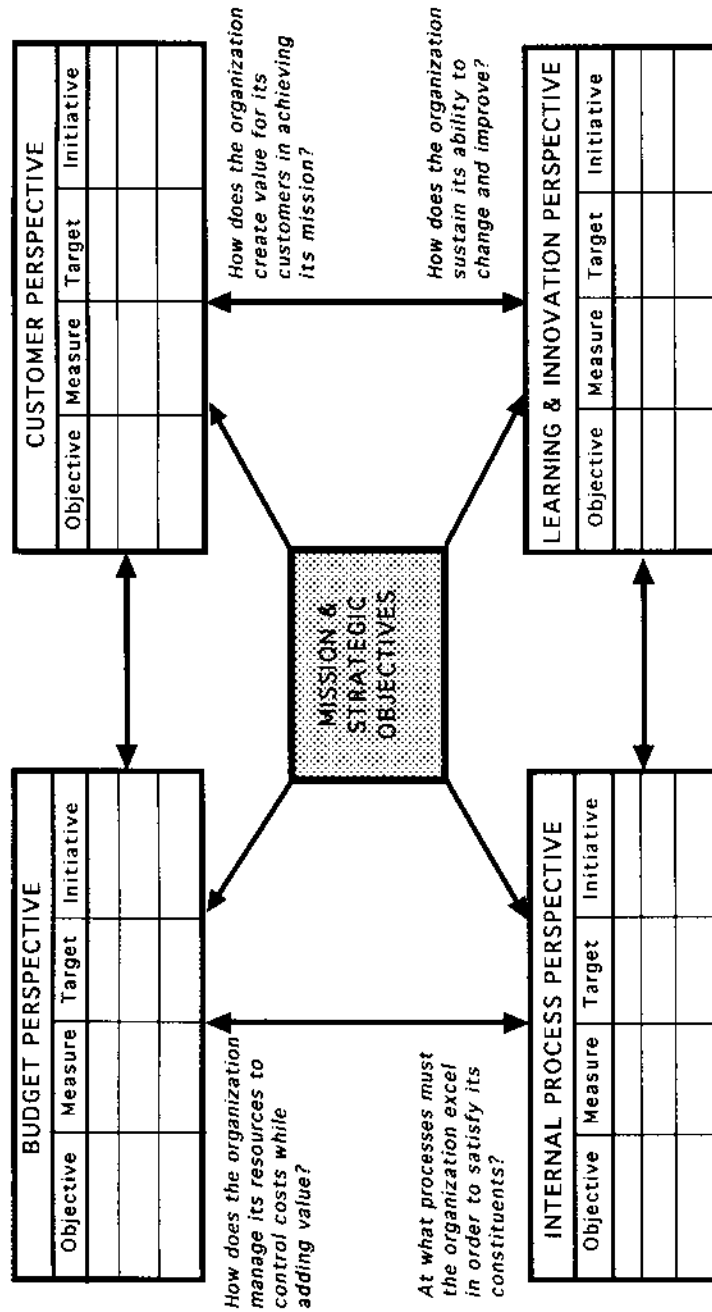 BUDGET PERSPECTIVE
Objective Measure Target Initiative
How does the organization
manage its resources to
control costs while
adding value?
CUSTOMER PERSPECTIVE
Objective Measure Target Initiative
How does the organization
create value for its
customers in achieving
its mission?
MISSION &
STRATEGIC
OBJECTIVES
At what processes must
the organization excel
in order to satisfy its
constituents?
INTERNAL PROCESS PERSPECTIVE
Objective Measure Target Initiative
How does the organization
sustain its ability to
change and improve?
LEARNING & INNOVATION PERSPECTIVE
Objective Measure Target Initiative